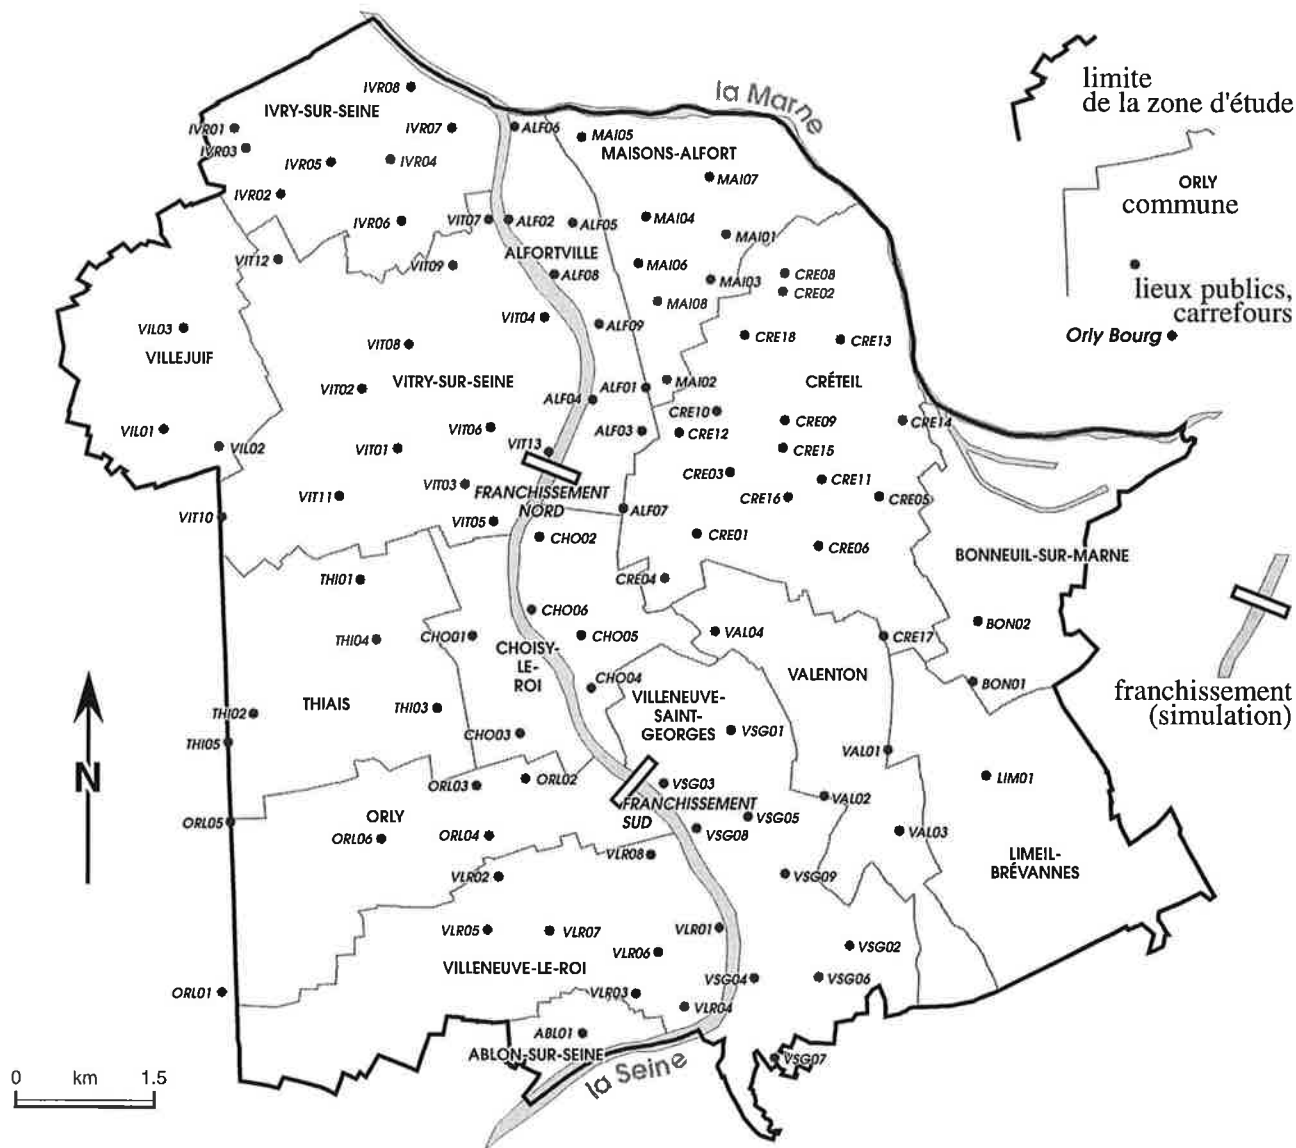 la Marne
limite
de la zone d'étude
ORLY
commune
lieux publics,
carrefours
Orly Bourg
franchissement
(simulation)
IVR08
IVRY-SUR-SEINE
IVR01
IVR07
ALF06
MAI05
IVR03
MAISONS-ALFORT
IVR05
IVR04
MAI07
IVR02
IVR06
VIT07
ALF02
ALF05
MAI04
MAI01
ALFORTVILLE
VIT12
VIT09
ALF08
MAI06
MAI03
CRE08
CRE02
MAI08
VIL03
VIT04
ALF09
VILLEJUIF
VIT08
CRE18
CRE13
VIT02
VITRY-SUR-SEINE
ALF01
MAI02
CRÉTEIL
ALF04
CRE10
VIL01
VIT06
ALF03
CRE12
CRE09
CRE14
VIL02
VIT01
VIT13
CRE15
VIT03
CRE03
CRE11
FRANCHISSEMENT
NORD
VIT11
CRE16
CRE05
VIT10
VIT05
ALF07
CHO02
CRE01
CRE06
BONNEUIL-SUR-MARNE
THI01
CRE04
CHO06
BON02
THI04
CHO01
CHO05
VAL04
CRE17
CHOISY-
LE-
ROI
VALENTON
CHO04
BON01
VILLENEUVE-
SAINT-
GEORGES
THIAIS
THI03
THI02
CHO03
VSG01
THI05
VAL01
N
ORL03
ORL02
VSG03
LIM01
FRANCHISSEMENT
SUD
VAL02
ORLY
ORL05
ORL06
ORL04
VSG05
VSG08
VAL03
VLR08
LIMEIL-
BRÉVANNES
VLR02
VSG09
VLR05
VLR07
VLR01
VLR06
VSG02
VILLENEUVE-LE-ROI
VSG04
VSG06
ORL01
VLR03
VLR04
ABL01
ABLON-SUR-SEINE
VSG07
la Seine
0 km 1.5